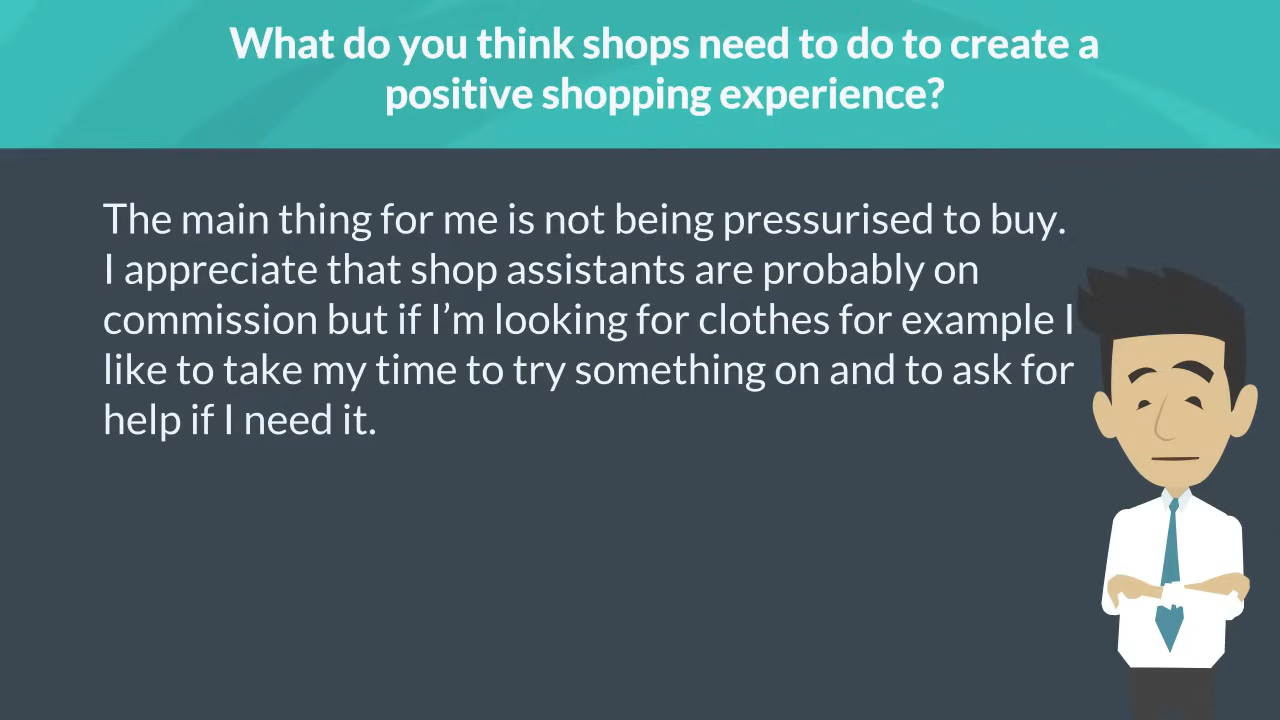 What do you think shops need to do to create a
positive shopping experience?
The main thing for me is not being pressurised to buy.
I appreciate that shop assistants are probably on
commission but if I’m looking for clothes for example I
like to take my time to try something on and to ask for
help if I need it.